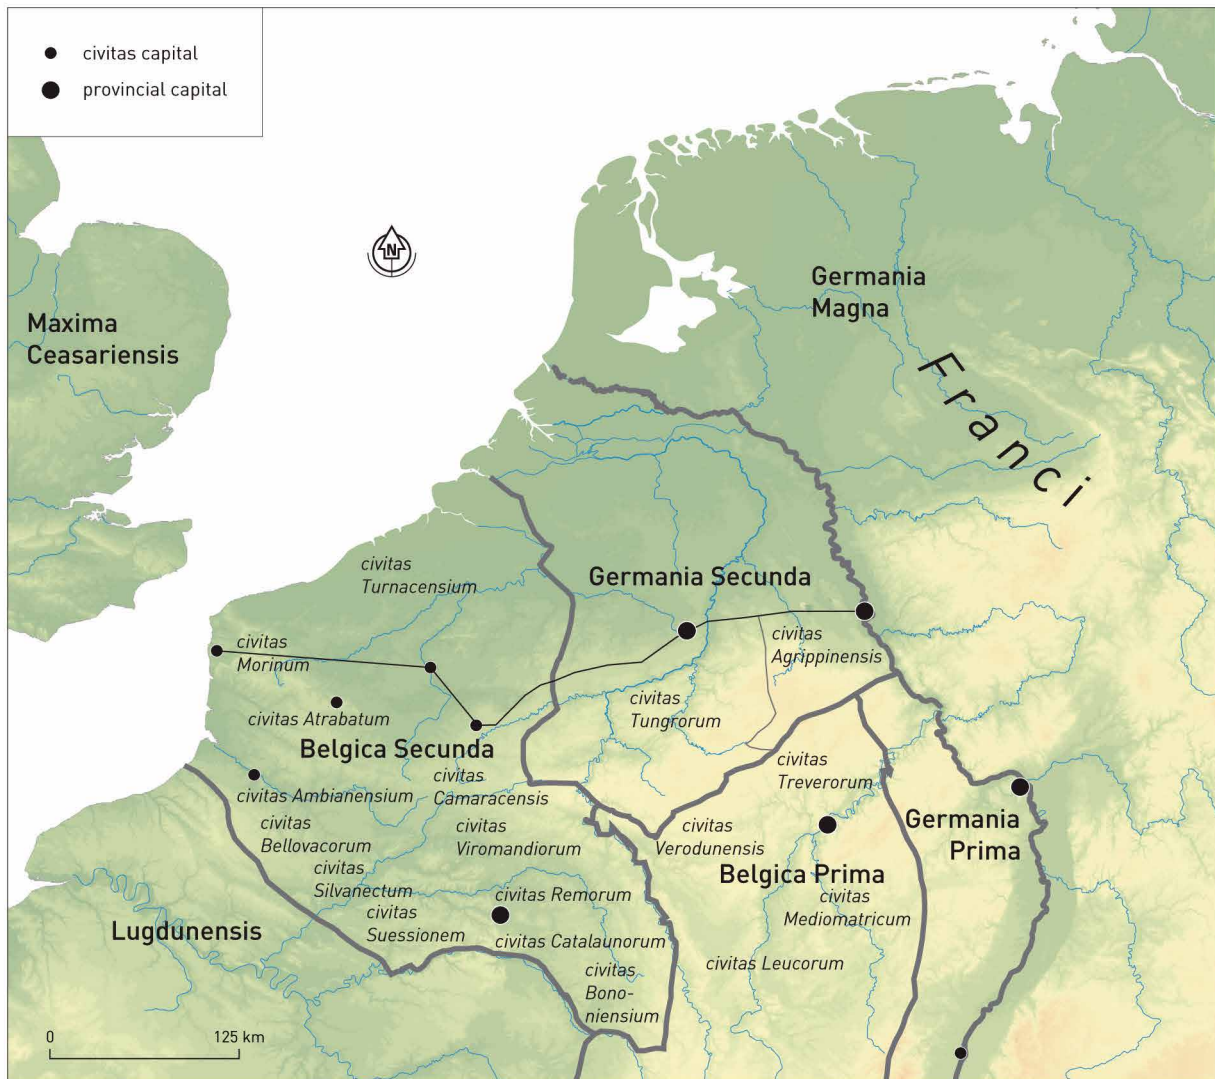 civitas capital
provincial capital
N
Maxima
Ceasariensis
Germania
Magna
Franci
civitas
Turnacensium
Germania Secunda
civitas
Morinum
civitas
Agrippinensis
civitas
Tungrorum
civitas Atrabatum
Belgica Secunda
civitas
Treverorum
civitas
Camaracensis
civitas Ambianensium
civitas
Bellovacorum
civitas
Viromandiorum
civitas
Verodunensis
Germania
Prima
civitas
Silvanectum
Belgica Prima
civitas Remorum
civitas
Mediomatricum
civitas
Suessionem
Lugdunensis
civitas Catalaunorum
civitas Leucorum
civitas
Bono-
niensium
0 125 km